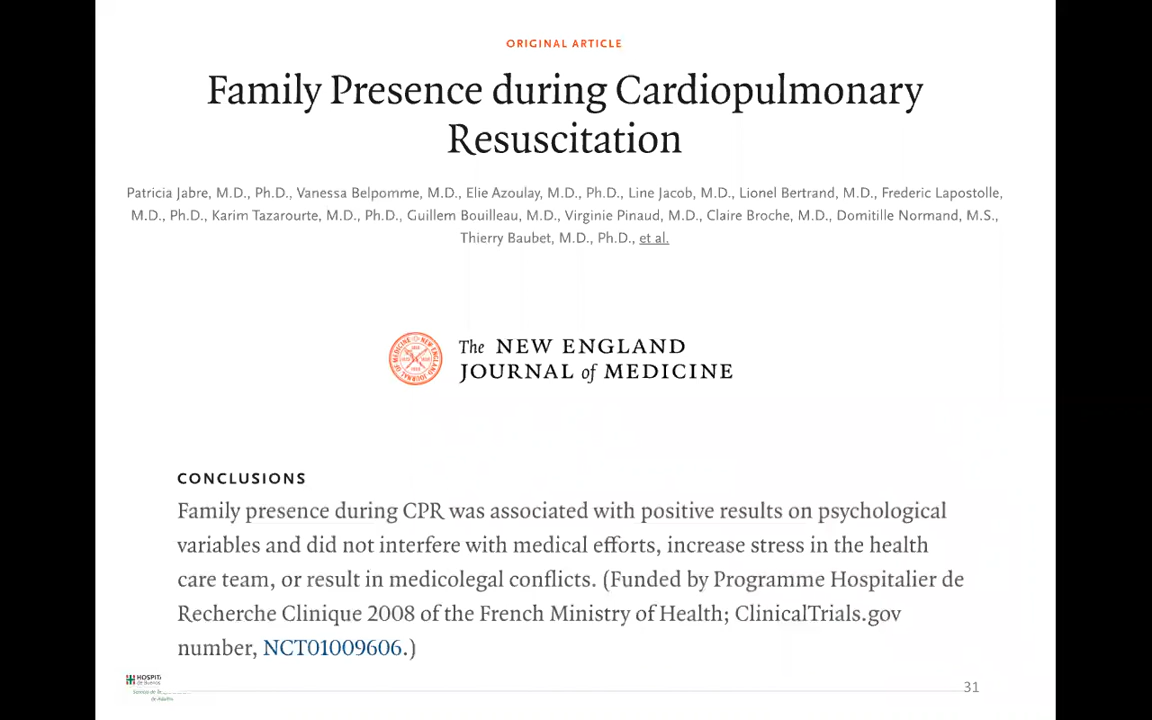 ORIGINAL ARTICLE
Family Presence during Cardiopulmonary
Resuscitation
Patricia Jabre, M.D., Ph.D., Vanessa Belpomme, M.D., Elie Azoulay, M.D., Ph.D., Line Jacob, M.D., Lionel Bertrand, M.D., Frederic Lapostolle,
M.D., Ph.D., Karim Tazarourte, M.D., Ph.D., Guillem Bouilleau, M.D., Virginie Pinaud, M.D., Claire Broche, M.D., Domitille Normand, M.S.,
Thierry Baubet, M.D., Ph.D., et al.
The NEW ENGLAND
JOURNAL of MEDICINE
CONCLUSIONS
Family presence during CPR was associated with positive results on psychological
variables and did not interfere with medical efforts, increase stress in the health
care team, or result in medicolegal conflicts. (Funded by Programme Hospitalier de
Recherche Clinique 2008 of the French Ministry of Health; ClinicalTrials.gov
number, NCT01009606.)
31